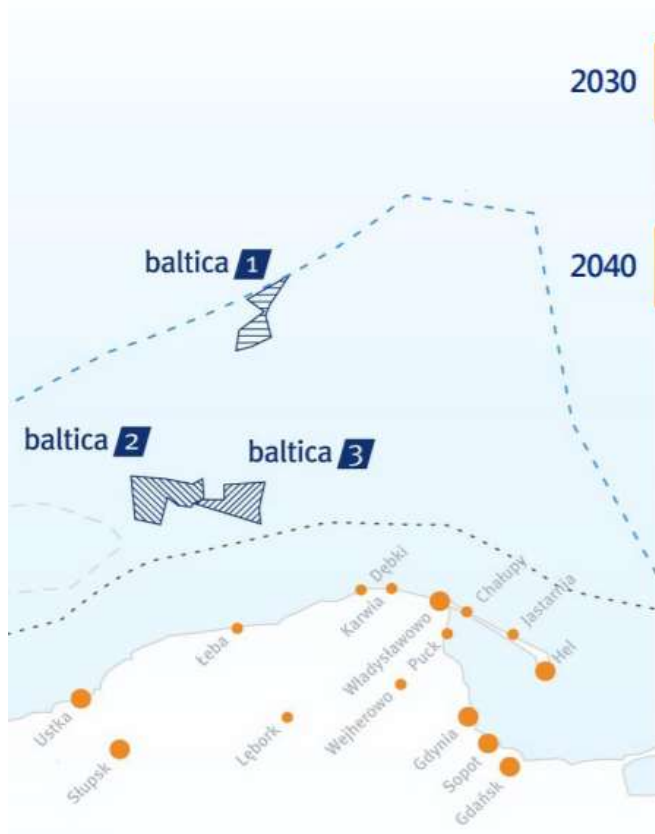 2030
baltica 1
2040
baltica 2
baltica 3
Dębki
Karwia
Chałupy
Władysławowo
Jastarnia
Puck
Hel
Łeba
Wejherowo
Ustka
Lębork
Gdynia
Słupsk
Sopot
Gdańsk